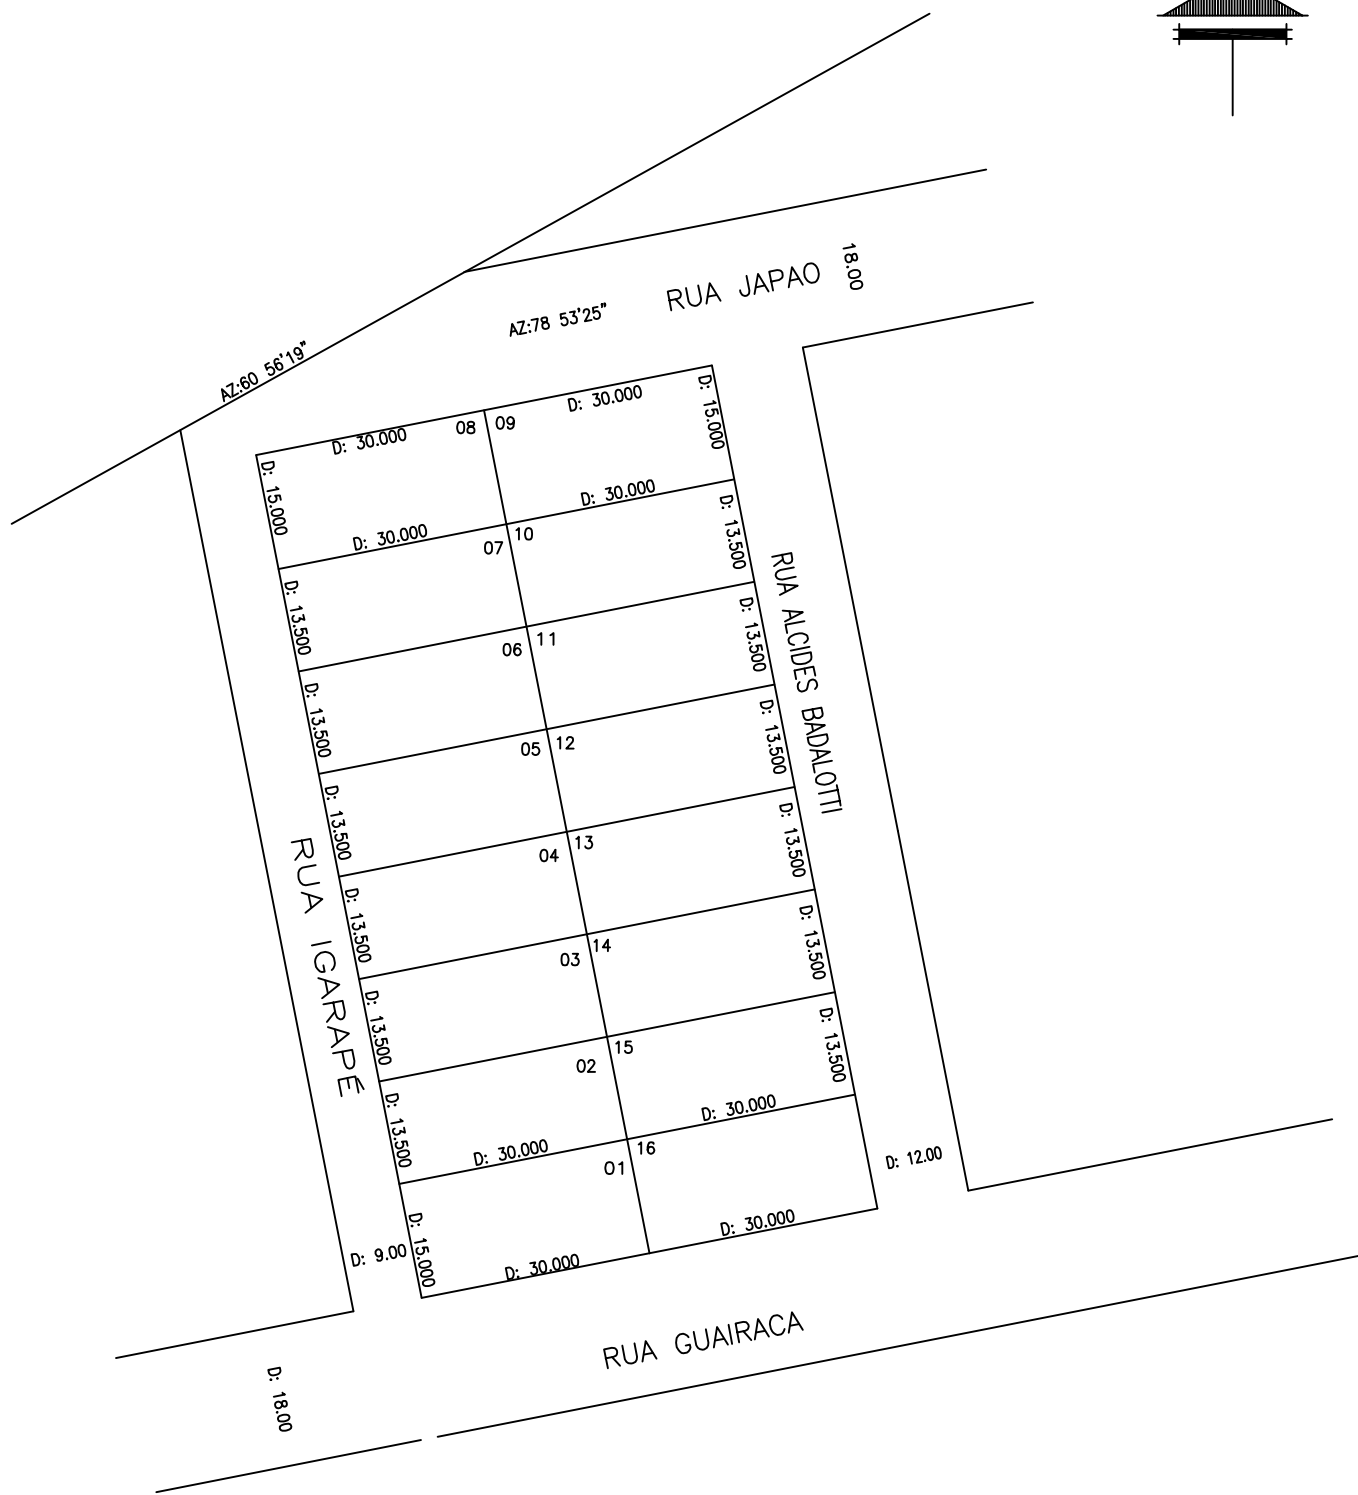 18.00
RUA JAPAO
AZ:78 53'25"
AZ:60 56'19"
D: 30.000
D: 15.000
D: 30.000
08
09
D: 15.000
D: 30.000
D: 30.000
10
07
D: 13.500
D: 13.500
RUA ALCIDES BADALOTTI
11
06
D: 13.500
D: 13.500
12
05
D: 13.500
D: 13.500
13
04
D: 13.500
RUA IGARAPÉ
D: 13.500
14
03
D: 13.500
D: 13.500
15
02
D: 13.500
D: 13.500
D: 30.000
D: 30.000
16
01
D: 12.00
D: 15.000
D: 9.00
D: 30.000
D: 30.000
RUA GUAIRACA
D: 18.00